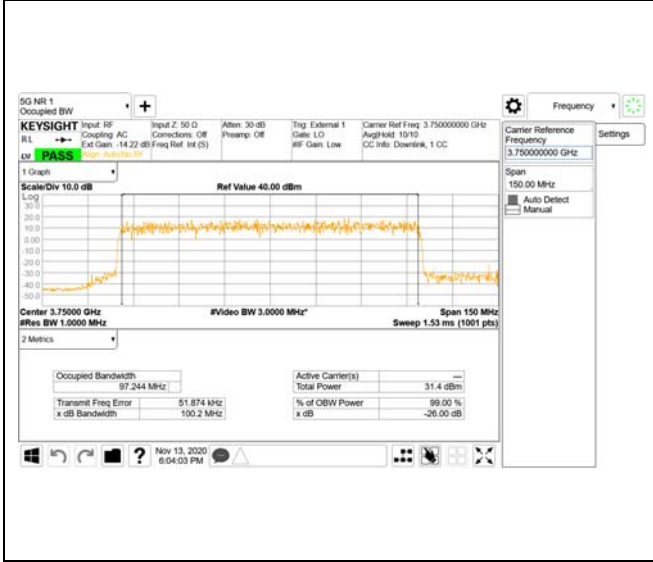 5G NR 1
Occupied BW
Frequency
KEYSIGHT
R L
PASS
Input: RF
Coupling: AC
Ext Gain: -14.22 dB
Align: Auto/No RF
Input Z: 50 Ω
Corrections: Off
Freq Ref: Int (S)
Atten: 30 dB
Preamp: Off
Trig: External 1
Gate: LO
#IF Gain: Low
Carrier Ref Freq: 3.750000000 GHz
Avg|Hold: 10/10
CC Info: Downlink, 1 CC
Carrier Reference
Frequency
3.750000000 GHz
Settings
Span
150.00 MHz
Auto Detect
Manual
1 Graph
Scale/Div 10.0 dB
Ref Value 40.00 dBm
Log
30.0
20.0
10.0
0.00
-10.0
-20.0
-30.0
-40.0
-50.0
Center 3.75000 GHz
#Video BW 3.0000 MHz*
Span 150 MHz
#Res BW 1.0000 MHz
Sweep 1.53 ms (1001 pts)
2 Metrics
Occupied Bandwidth
97.244 MHz
Active Carrier(s)
---
Total Power
31.4 dBm
Transmit Freq Error
51.874 kHz
% of OBW Power
99.00 %
x dB Bandwidth
100.2 MHz
x dB
-26.00 dB
?
Nov 13, 2020
6:04:03 PM